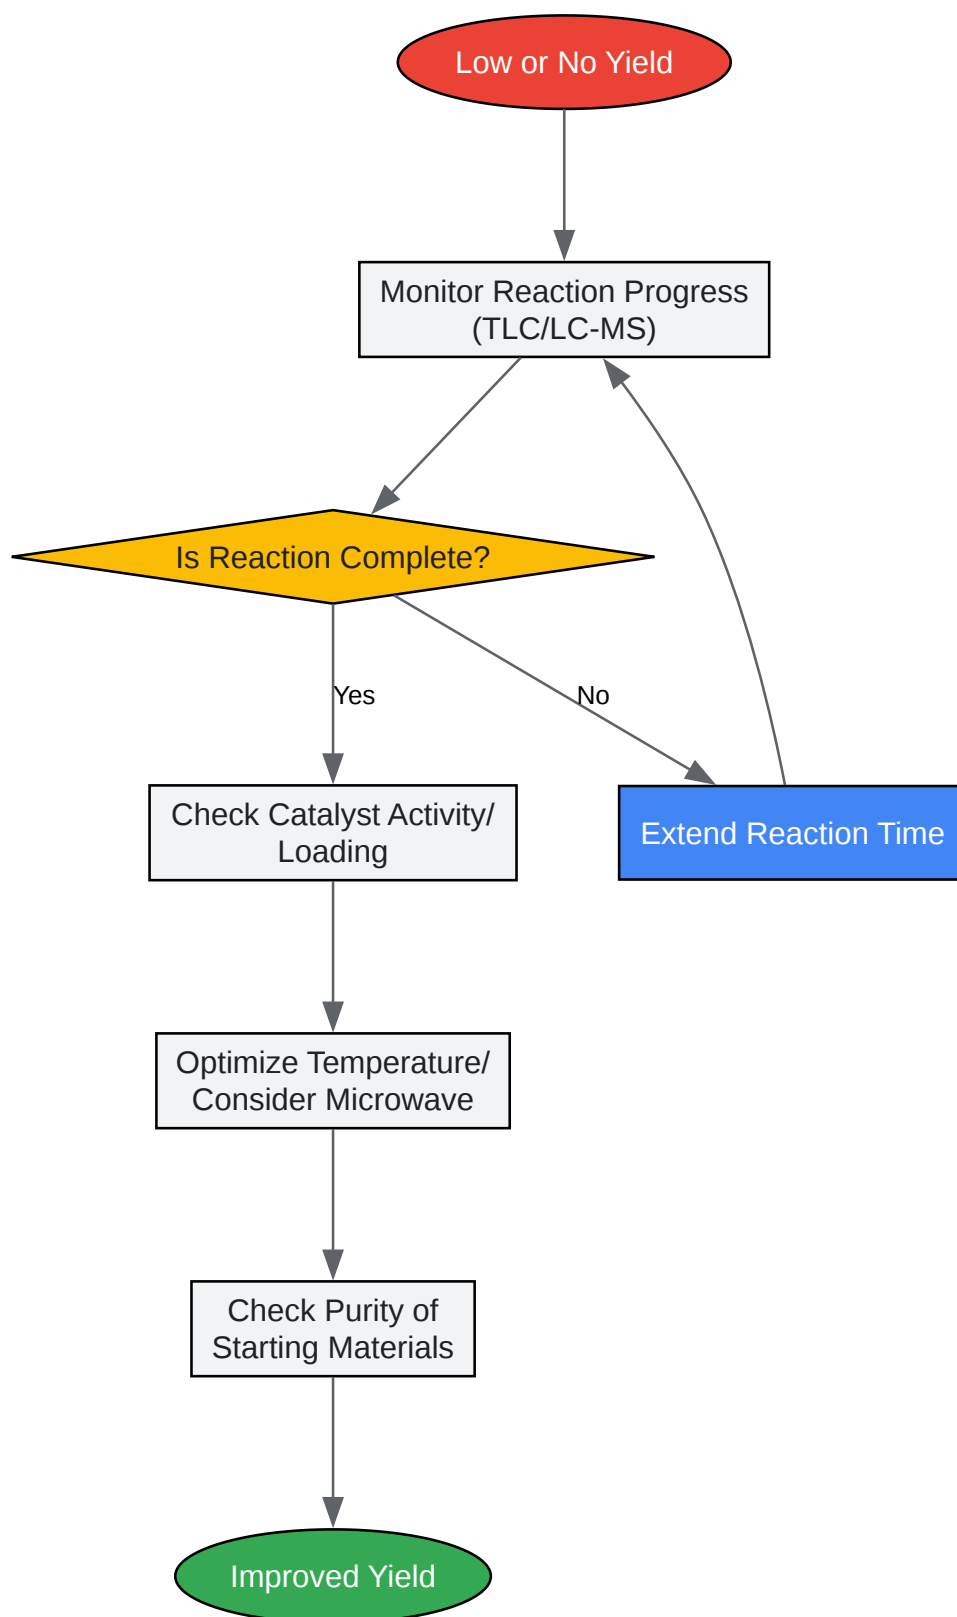 Low or No Yield
Monitor Reaction Progress
(TLC/LC-MS)
Is Reaction Complete?
Yes
No
Check Catalyst Activity/
Loading
Extend Reaction Time
Optimize Temperature/
Consider Microwave
Check Purity of
Starting Materials
Improved Yield